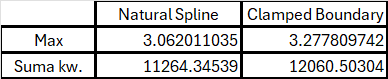 Natural Spline Clamped Boundary
Max 3.062011035 3.277809742
Suma kw. 11264.34539 12060.50304